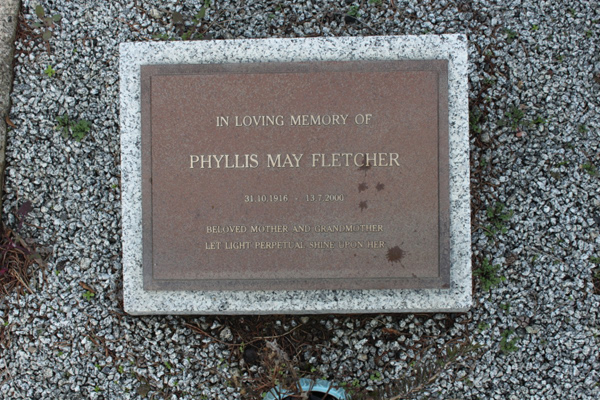 IN LOVING MEMORY OF
PHYLLIS MAY FLETCHER
31.10.1916 - 13.7.2000
BELOVED MOTHER AND GRANDMOTHER
LET LIGHT PERPETUAL SHINE UPON HER